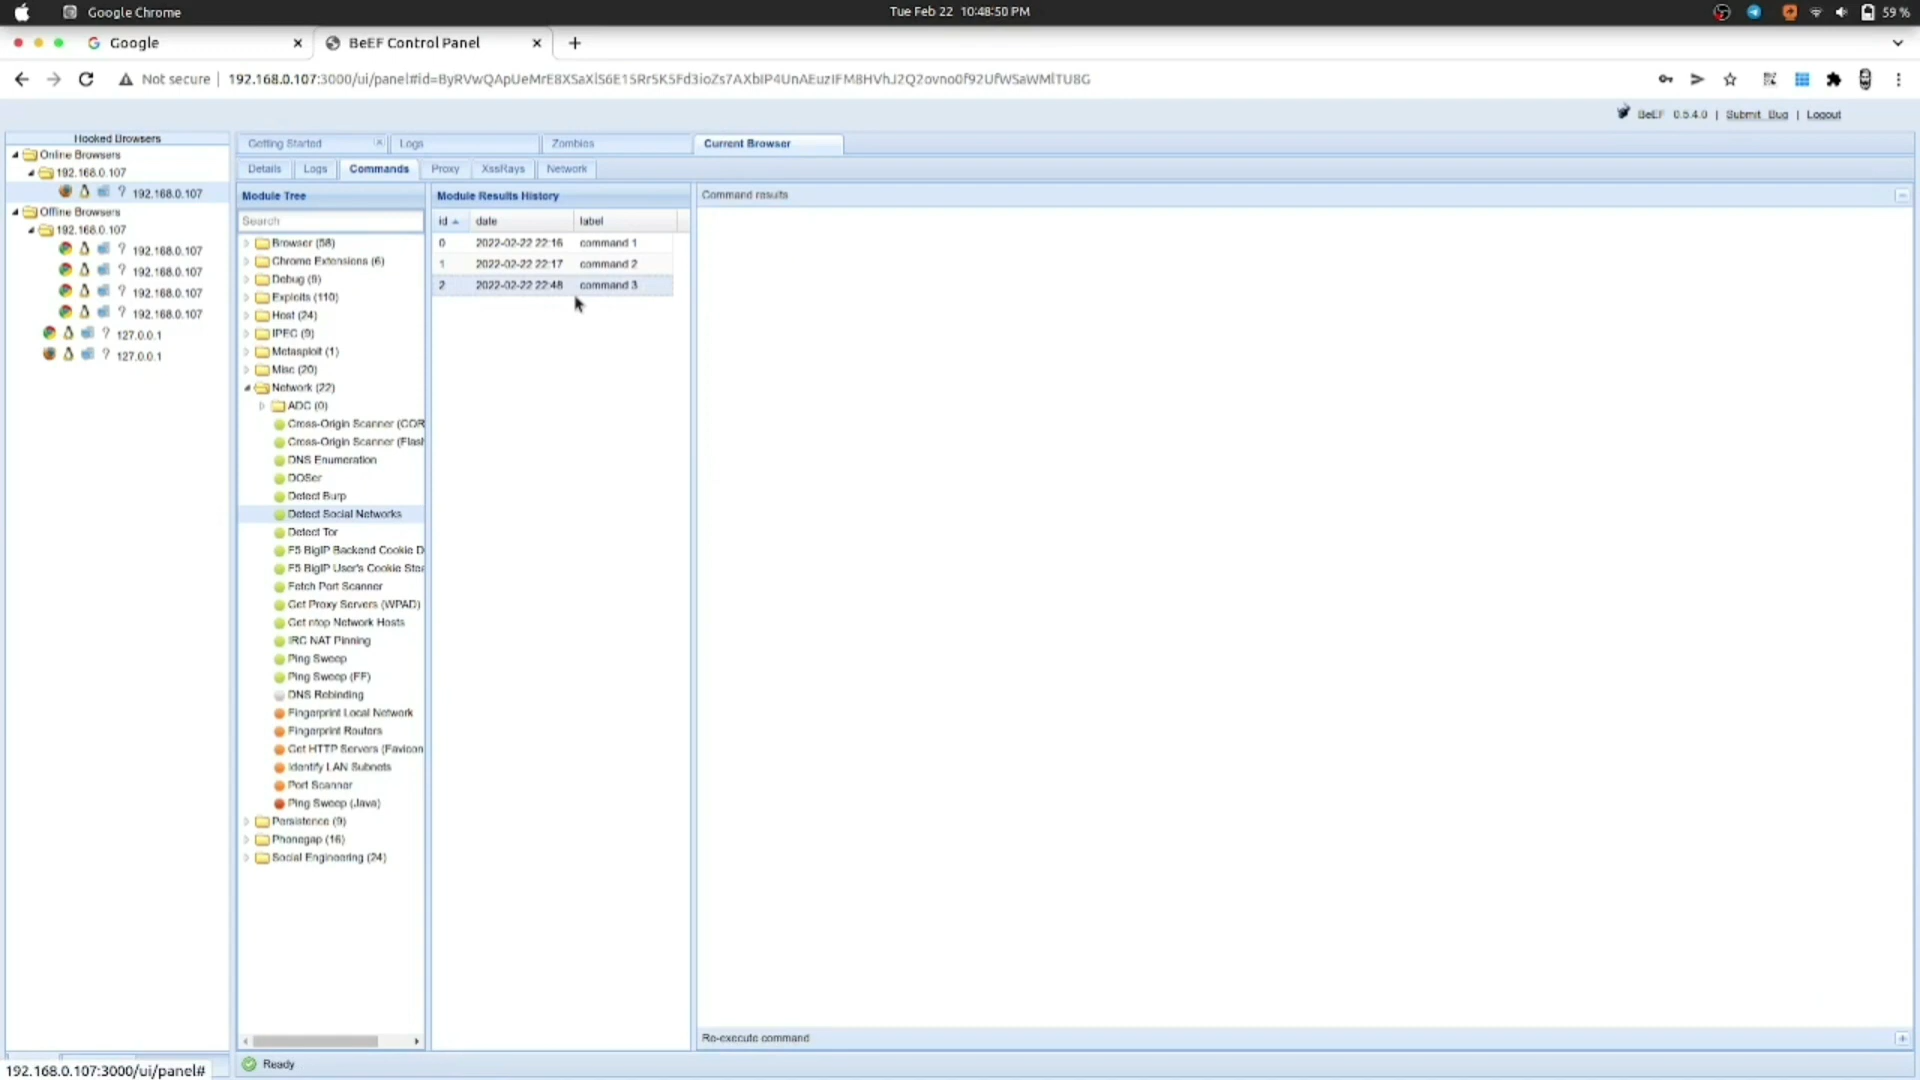 Google Chrome
Tue Feb 22 10:48:50 PM
59 %
Google
BeEF Control Panel
Not secure
192.168.0.107:3000/ui/panel#id=
BeEF 0.5.4.0 | Submit Bug | Logout
Hooked Browsers
Online Browsers
192.168.0.107
192.168.0.107
Offline Browsers
192.168.0.107
192.168.0.107
192.168.0.107
192.168.0.107
192.168.0.107
127.0.0.1
127.0.0.1
Getting Started
Logs
Zombies
Current Browser
Details
Logs
Commands
Proxy
XssRays
Network
Module Tree
Search
Browser (58)
Chrome Extensions (6)
Debug (9)
Exploits (110)
Host (24)
IPEC (9)
Metasploit (1)
Misc (20)
Network (22)
ADC (0)
Cross-Origin Scanner (COR
Cross-Origin Scanner (Flash
DNS Enumeration
DOSer
Detect Burp
Detect Social Networks
Detect Tor
F5 BigIP Backend Cookie D
F5 BigIP User's Cookie Stea
Fetch Port Scanner
Get Proxy Servers (WPAD)
Get ntop Network Hosts
IRC NAT Pinning
Ping Sweep
Ping Sweep (FF)
DNS Rebinding
Fingerprint Local Network
Fingerprint Routers
Get HTTP Servers (Favicon
Identify LAN Subnets
Port Scanner
Ping Sweep (Java)
Persistence (9)
Phonegap (16)
Social Engineering (24)
Module Results History
id date label
0 2022-02-22 22:16 command 1
1 2022-02-22 22:17 command 2
2 2022-02-22 22:48 command 3
Command results
Re-execute command
Ready
192.168.0.107:3000/ui/panel#